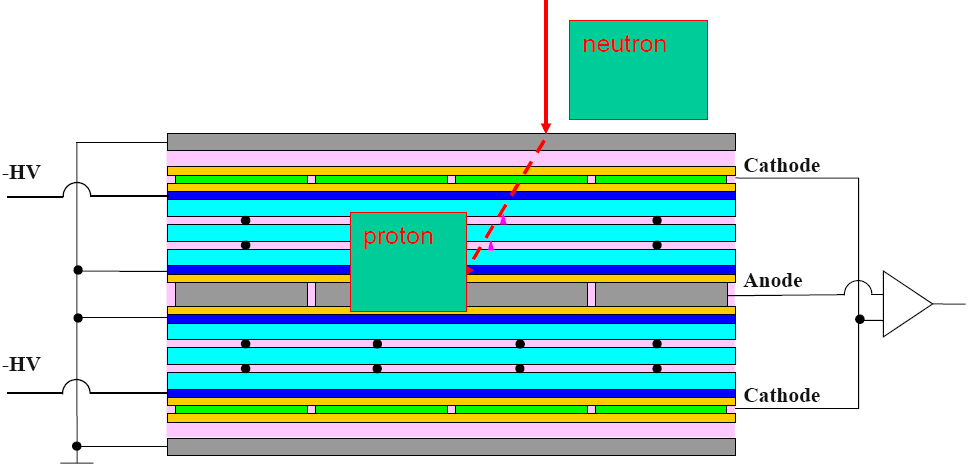 neutron
-HV
Cathode
proton
Anode
-HV
Cathode